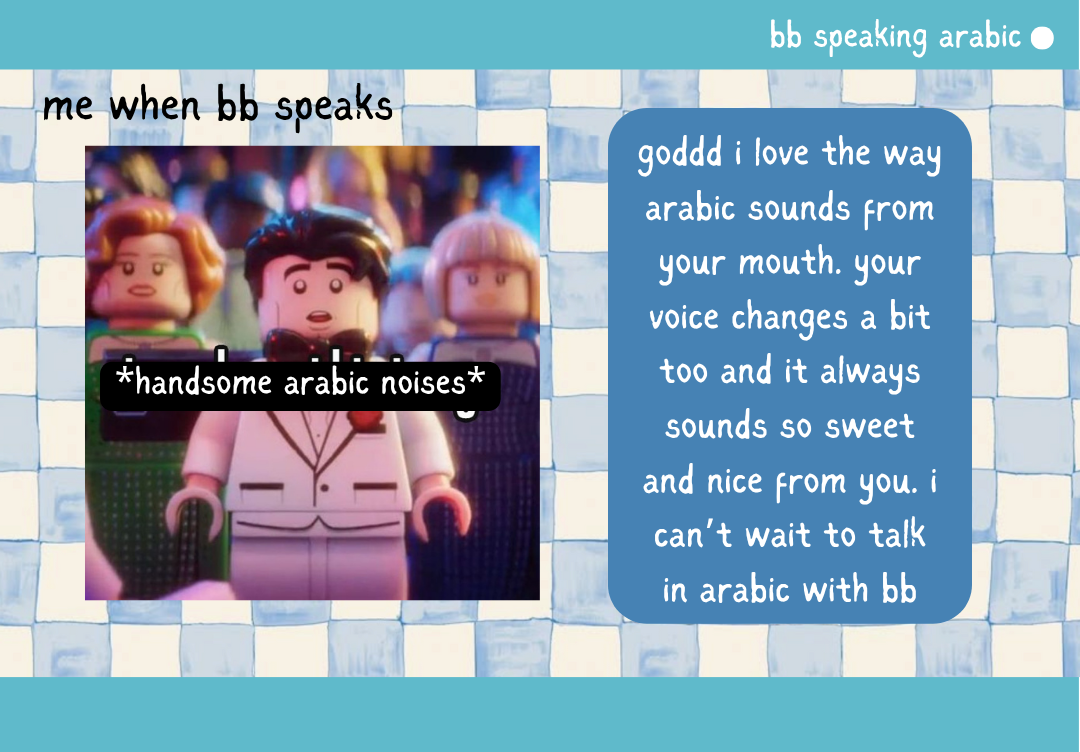 bb speaking arabic
me when bb speaks
*handsome arabic noises*
goddd i love the way
arabic sounds from
your mouth. your
voice changes a bit
too and it always
sounds so sweet
and nice from you. i
can't wait to talk
in arabic with bb